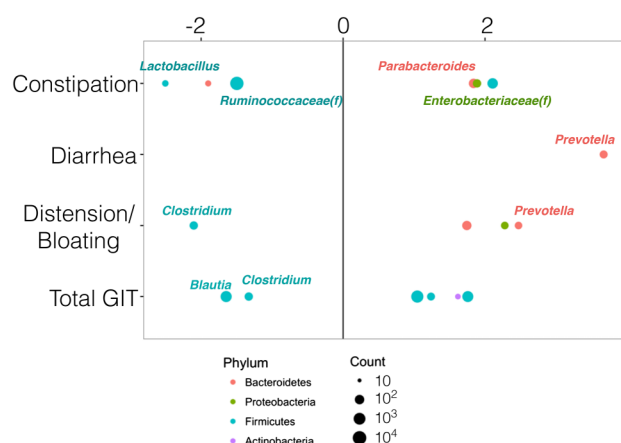 -2 0 2
Lactobacillus Parabacteroides
Constipation
Ruminococcaceae(f) Enterobacteriaceae(f)
Prevotella
Diarrhea
Clostridium Prevotella
Distension/
Bloating
Blautia Clostridium
Total GIT
Phylum Count
Bacteroidetes 10
Proteobacteria 10²
Firmicutes 10³
Actinobacteria 10⁴